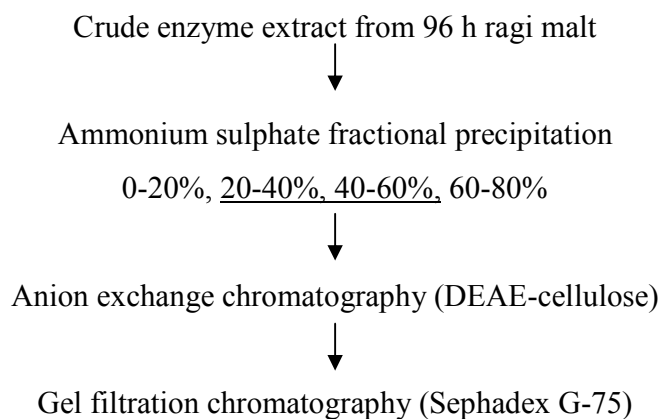 Crude enzyme extract from 96 h ragi malt
Ammonium sulphate fractional precipitation
0-20%, 20-40%, 40-60%, 60-80%
Anion exchange chromatography (DEAE-cellulose)
Gel filtration chromatography (Sephadex G-75)